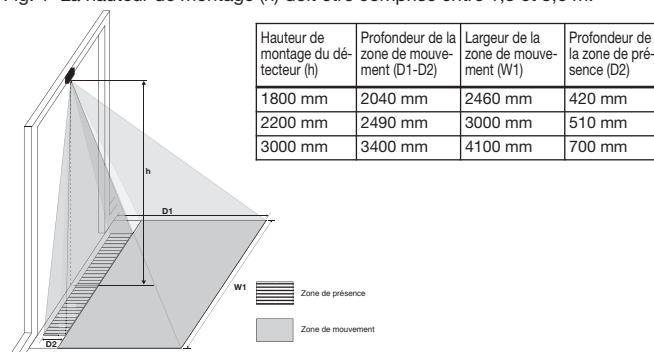 Fig. 1 La hauteur de montage (h) doit être comprise entre 1,8 et 3,0 m.
Hauteur de montage du dé-tecteur (h)
Profondeur de la zone de mouve-ment (D1-D2)
Largeur de la zone de mouve-ment (W1)
Profondeur de la zone de pré-sence (D2)
1800 mm 2040 mm 2460 mm 420 mm
2200 mm 2490 mm 3000 mm 510 mm
3000 mm 3400 mm 4100 mm 700 mm
h
D1
W1
D2
Zone de présence
Zone de mouvement